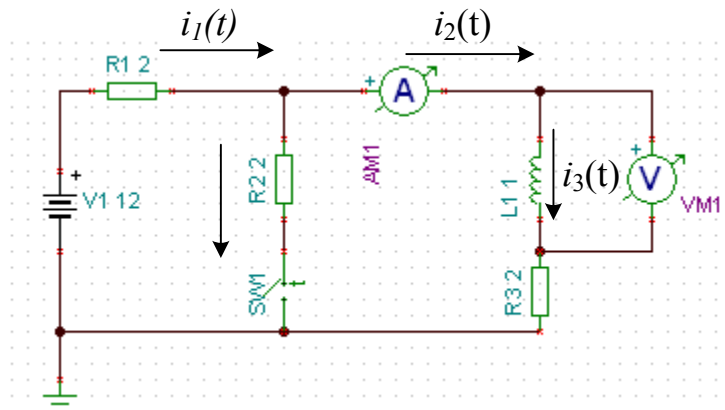 i₁(t)
i₂(t)
R1 2
A
AM1
R2 2
V1 12
+
+
+
L1 1
i₃(t)
V
VM1
SW1
t
R3 2